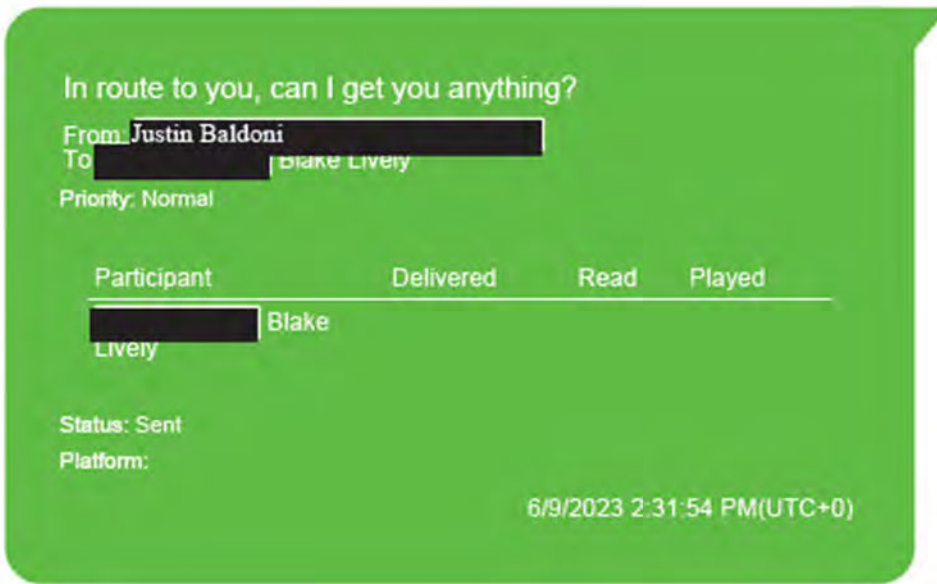 In route to you, can I get you anything?
From: Justin Baldoni
To Blake Lively
Priority: Normal
Participant Delivered Read Played
Blake
Lively
Status: Sent
Platform:
6/9/2023 2:31:54 PM(UTC+0)